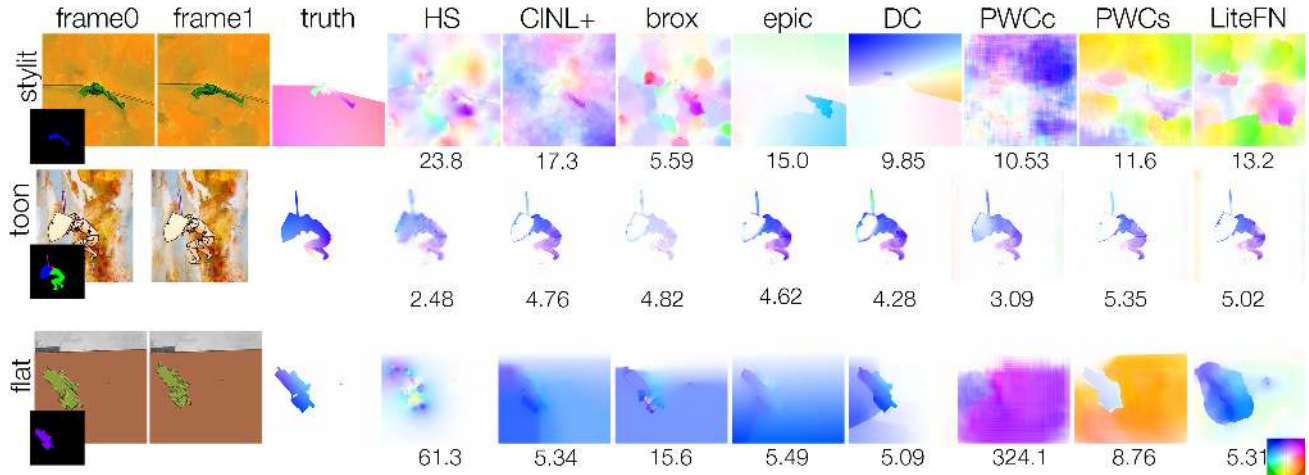 frame0 frame1 truth HS CINL+ brox epic DC PWCc PWCs LiteFN
stylit
23.8 17.3 5.59 15.0 9.85 10.53 11.6 13.2
toon
2.48 4.76 4.82 4.62 4.28 3.09 5.35 5.02
flat
61.3 5.34 15.6 5.49 5.09 324.1 8.76 5.31